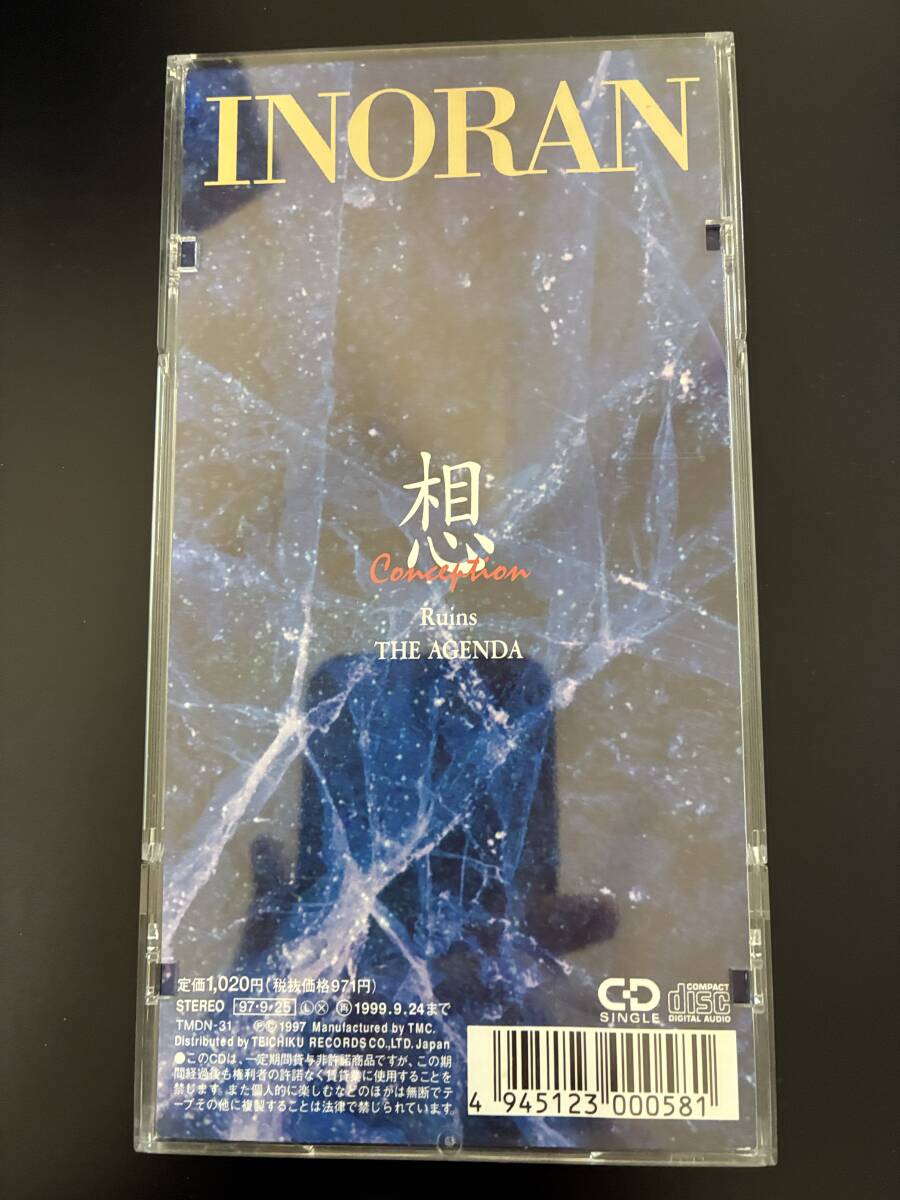 INORAN
想
Conception
Ruins
THE AGENDA
定価1,020円(税抜価格971円)
STEREO 97・9・25 Ⓛ Ⓧ ㊞1999.9.24まで
TMDN-31 ℗©1997 Manufactured by TMC.
Distributed by TEICHIKU RECORDS CO.,LTD. Japan
●このCDは、一定期間貸与非許諾商品ですが、この期
間経過後も権利者の許諾なく賃貸業に使用することを
禁じます。また個人的に楽しむなどのほかは無断でテ
ープその他に複製することは法律で禁じられています。
CD
SINGLE
COMPACT
disc
DIGITAL AUDIO
4 945123 000581